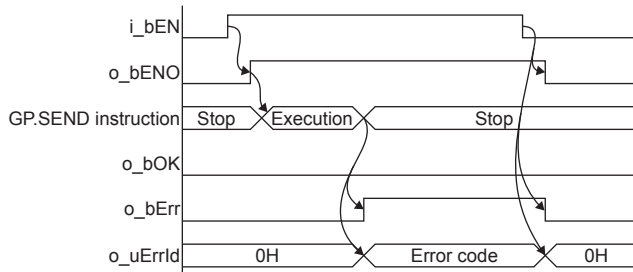 i_bEN
o_bENO
GP.SEND instruction Stop Execution Stop
o_bOK
o_bErr
o_uErrId 0H Error code 0H